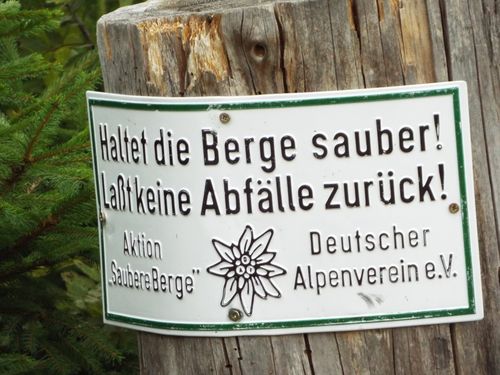 Haltet die Berge sauber!
Laßt keine Abfälle zurück!
Aktion
„Saubere Berge"
Deutscher
Alpenverein e.V.